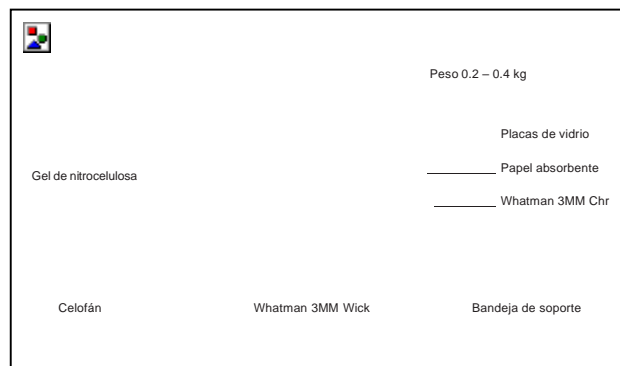 Peso 0.2 – 0.4 kg
Placas de vidrio
Papel absorbente
Gel de nitrocelulosa
Whatman 3MM Chr
Celofán
Whatman 3MM Wick
Bandeja de soporte